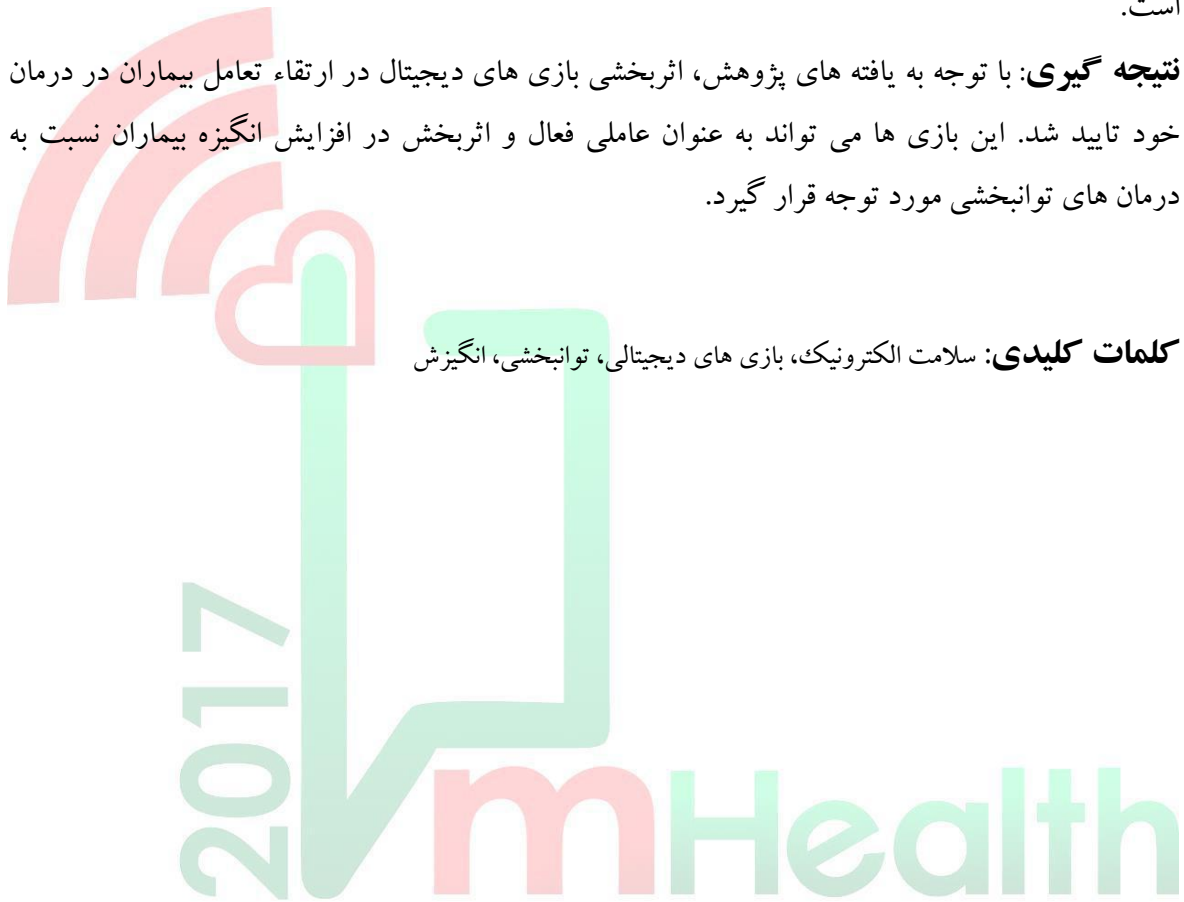 است.
نتیجه گیری: با توجه به یافته های پژوهش، اثربخشی بازی های دیجیتال در ارتقاء تعامل بیماران در درمان
خود تایید شد. این بازی ها می تواند به عنوان عاملی فعال و اثربخش در افزایش انگیزه بیماران نسبت به
درمان های توانبخشی مورد توجه قرار گیرد.
کلمات کلیدی: سلامت الکترونیک، بازی های دیجیتالی، توانبخشی، انگیزش
2017
mHealth